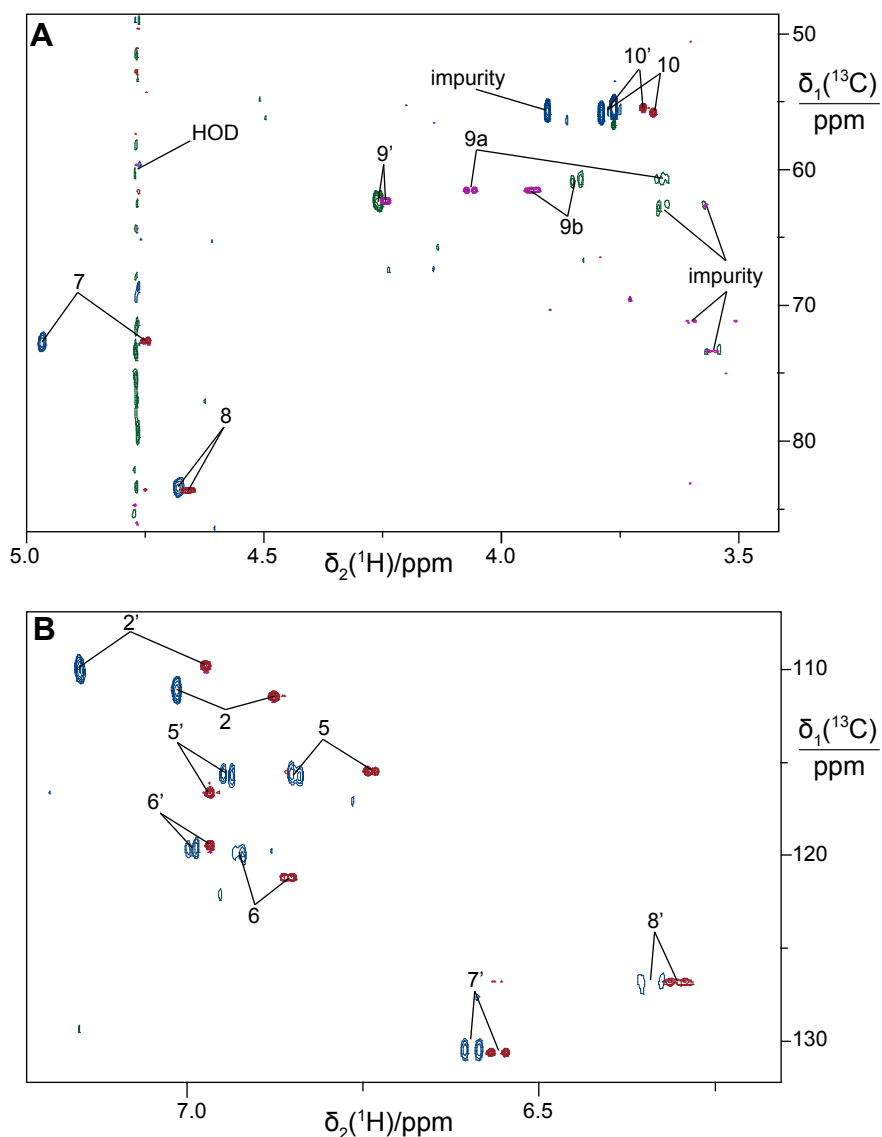 A
50
10' 10
impurity
δ₁(¹³C)
ppm
HOD
9' 9a
60
9b
impurity
7
70
8
80
5.0 4.5 4.0 3.5
δ₂(¹H)/ppm
B
2'
110
2
5' 5
δ₁(¹³C)
ppm
6'
120
6
8'
7'
130
7.0 6.5
δ₂(¹H)/ppm